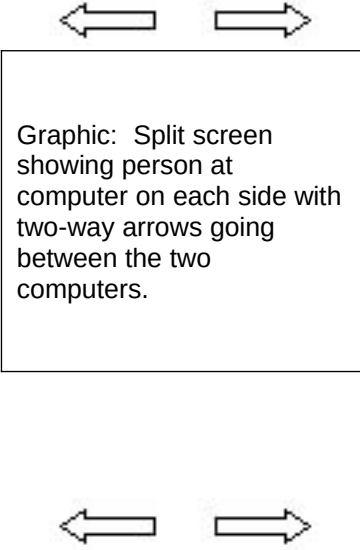 Graphic:  Split screen
showing person at
computer on each side with
two-way arrows going
between the two
computers.